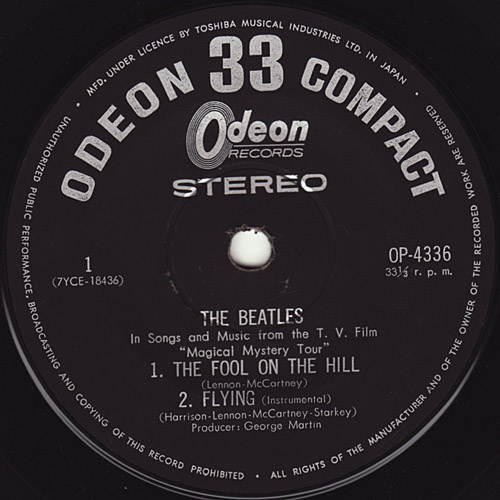 • MFD. UNDER LICENCE BY TOSHIBA MUSICAL INDUSTRIES LTD. IN JAPAN •
UNAUTHORIZED PUBLIC PERFORMANCE, BROADCASTING AND COPYING OF THIS RECORD PROHIBITED • ALL RIGHTS OF THE MANUFACTURER AND OF THE OWNER OF THE RECORDED WORK ARE RESERVED
ODEON 33 COMPACT
Odeon
RECORDS
STEREO
1
(7YCE-18436)
OP-4336
33⅓ r. p. m.
THE BEATLES
In Songs and Music from the T. V. Film
"Magical Mystery Tour"
1. THE FOOL ON THE HILL
(Lennon-McCartney)
2. FLYING (Instrumental)
(Harrison-Lennon-McCartney-Starkey)
Producer: George Martin